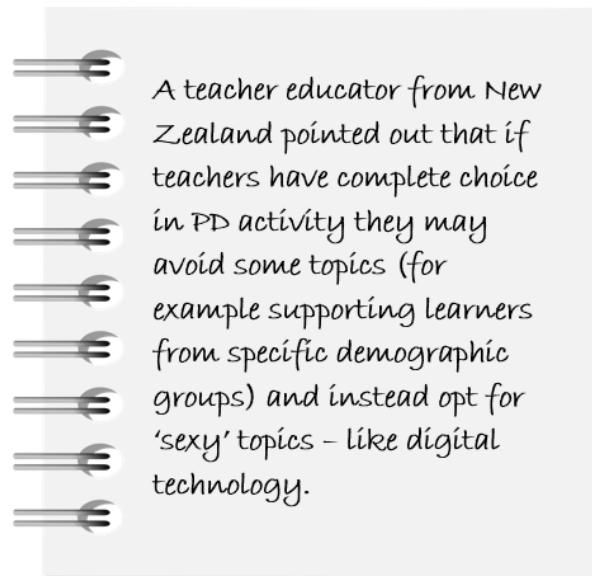 A teacher educator from New
Zealand pointed out that if
teachers have complete choice
in PD activity they may
avoid some topics (for
example supporting learners
from specific demographic
groups) and instead opt for
‘sexy’ topics – like digital
technology.